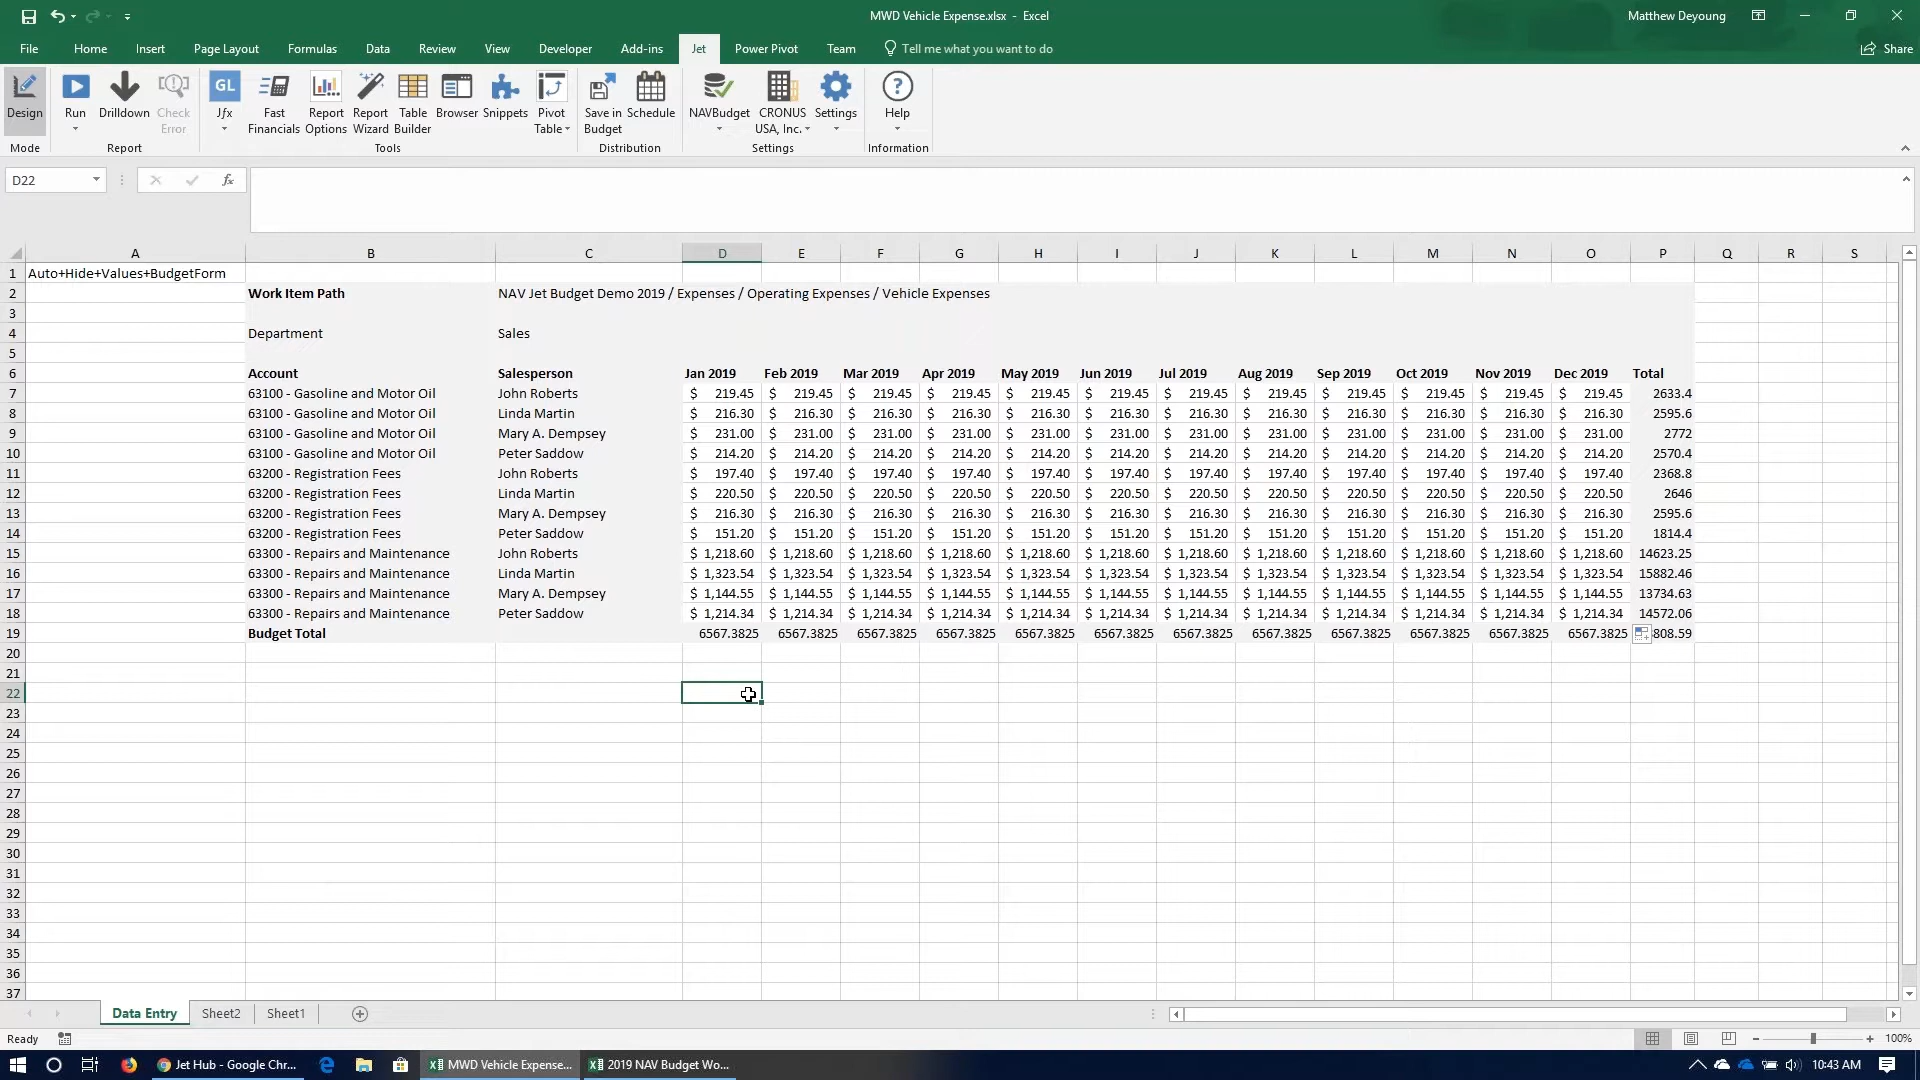 MWD Vehicle Expense.xlsx - Excel
Matthew Deyoung
File Home Insert Page Layout Formulas Data Review View Developer Add-ins Jet Power Pivot Team Tell me what you want to do Share
Design Run Drilldown Check Error GL Jfx Fast Financials Report Options Report Wizard Table Builder Browser Snippets Pivot Table Save in Budget Schedule NAVBudget CRONUS USA, Inc. Settings ? Help
Mode Report Tools Distribution Settings Information
D22 fx
A B C D E F G H I J K L M N O P Q R S
1 Auto+Hide+Values+BudgetForm
2 Work Item Path NAV Jet Budget Demo 2019 / Expenses / Operating Expenses / Vehicle Expenses
3
4 Department Sales
5
6 Account Salesperson Jan 2019 Feb 2019 Mar 2019 Apr 2019 May 2019 Jun 2019 Jul 2019 Aug 2019 Sep 2019 Oct 2019 Nov 2019 Dec 2019 Total
7 63100 - Gasoline and Motor Oil John Roberts $ 219.45 $ 219.45 $ 219.45 $ 219.45 $ 219.45 $ 219.45 $ 219.45 $ 219.45 $ 219.45 $ 219.45 $ 219.45 $ 219.45 2633.4
8 63100 - Gasoline and Motor Oil Linda Martin $ 216.30 $ 216.30 $ 216.30 $ 216.30 $ 216.30 $ 216.30 $ 216.30 $ 216.30 $ 216.30 $ 216.30 $ 216.30 $ 216.30 2595.6
9 63100 - Gasoline and Motor Oil Mary A. Dempsey $ 231.00 $ 231.00 $ 231.00 $ 231.00 $ 231.00 $ 231.00 $ 231.00 $ 231.00 $ 231.00 $ 231.00 $ 231.00 $ 231.00 2772
10 63100 - Gasoline and Motor Oil Peter Saddow $ 214.20 $ 214.20 $ 214.20 $ 214.20 $ 214.20 $ 214.20 $ 214.20 $ 214.20 $ 214.20 $ 214.20 $ 214.20 $ 214.20 2570.4
11 63200 - Registration Fees John Roberts $ 197.40 $ 197.40 $ 197.40 $ 197.40 $ 197.40 $ 197.40 $ 197.40 $ 197.40 $ 197.40 $ 197.40 $ 197.40 $ 197.40 2368.8
12 63200 - Registration Fees Linda Martin $ 220.50 $ 220.50 $ 220.50 $ 220.50 $ 220.50 $ 220.50 $ 220.50 $ 220.50 $ 220.50 $ 220.50 $ 220.50 $ 220.50 2646
13 63200 - Registration Fees Mary A. Dempsey $ 216.30 $ 216.30 $ 216.30 $ 216.30 $ 216.30 $ 216.30 $ 216.30 $ 216.30 $ 216.30 $ 216.30 $ 216.30 $ 216.30 2595.6
14 63200 - Registration Fees Peter Saddow $ 151.20 $ 151.20 $ 151.20 $ 151.20 $ 151.20 $ 151.20 $ 151.20 $ 151.20 $ 151.20 $ 151.20 $ 151.20 $ 151.20 1814.4
15 63300 - Repairs and Maintenance John Roberts $ 1,218.60 $ 1,218.60 $ 1,218.60 $ 1,218.60 $ 1,218.60 $ 1,218.60 $ 1,218.60 $ 1,218.60 $ 1,218.60 $ 1,218.60 $ 1,218.60 $ 1,218.60 14623.25
16 63300 - Repairs and Maintenance Linda Martin $ 1,323.54 $ 1,323.54 $ 1,323.54 $ 1,323.54 $ 1,323.54 $ 1,323.54 $ 1,323.54 $ 1,323.54 $ 1,323.54 $ 1,323.54 $ 1,323.54 $ 1,323.54 15882.46
17 63300 - Repairs and Maintenance Mary A. Dempsey $ 1,144.55 $ 1,144.55 $ 1,144.55 $ 1,144.55 $ 1,144.55 $ 1,144.55 $ 1,144.55 $ 1,144.55 $ 1,144.55 $ 1,144.55 $ 1,144.55 $ 1,144.55 13734.63
18 63300 - Repairs and Maintenance Peter Saddow $ 1,214.34 $ 1,214.34 $ 1,214.34 $ 1,214.34 $ 1,214.34 $ 1,214.34 $ 1,214.34 $ 1,214.34 $ 1,214.34 $ 1,214.34 $ 1,214.34 $ 1,214.34 14572.06
19 Budget Total 6567.3825 6567.3825 6567.3825 6567.3825 6567.3825 6567.3825 6567.3825 6567.3825 6567.3825 6567.3825 6567.3825 6567.3825 808.59
20
21
22
23
24
25
26
27
28
29
30
31
32
33
34
35
36
37
Data Entry Sheet2 Sheet1
Ready 100%
Jet Hub - Google Chr... MWD Vehicle Expense... 2019 NAV Budget Wo... 10:43 AM